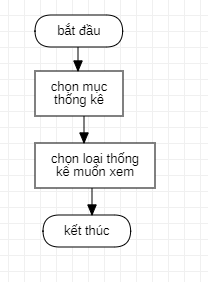 bắt đầu
chọn mục
thống kê
chọn loại thống
kê muốn xem
kết thúc